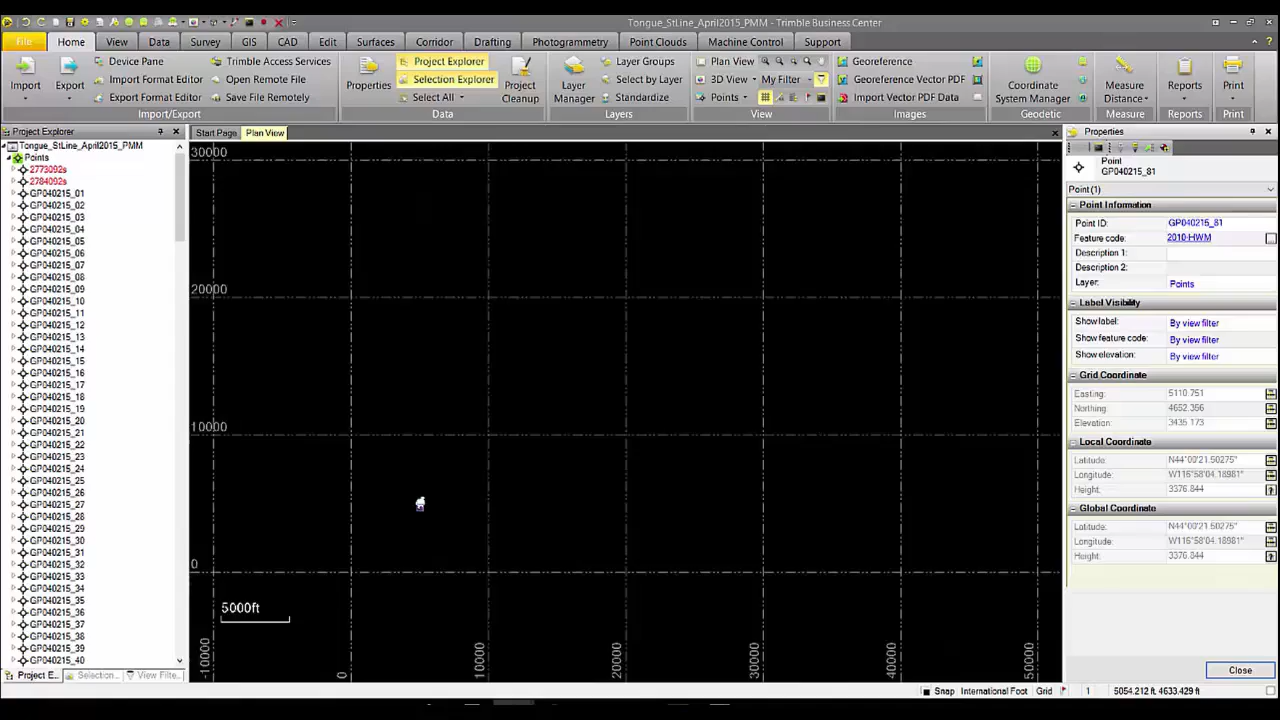 Tongue_StLine_April2015_PMM - Trimble Business Center
File Home View Data Survey GIS CAD Edit Surfaces Corridor Drafting Photogrammetry Point Clouds Machine Control Support
Device Pane Trimble Access Services Project Explorer Layer Groups Plan View Georeference
Import Format Editor Open Remote File Selection Explorer Select by Layer 3D View My Filter Georeference Vector PDF
Export Format Editor Save File Remotely Select All Standardize Points Import Vector PDF Data
Import Export Properties Project Cleanup Layer Manager Coordinate System Manager Measure Distance Reports Print
Import/Export Data Layers View Images Geodetic Measure Reports Print
Project Explorer
Tongue_StLine_April2015_PMM
Points
2773092s
2784092s
GP040215_01
GP040215_02
GP040215_03
GP040215_04
GP040215_05
GP040215_06
GP040215_07
GP040215_08
GP040215_09
GP040215_10
GP040215_11
GP040215_12
GP040215_13
GP040215_14
GP040215_15
GP040215_16
GP040215_17
GP040215_18
GP040215_19
GP040215_20
GP040215_21
GP040215_22
GP040215_23
GP040215_24
GP040215_25
GP040215_26
GP040215_27
GP040215_28
GP040215_29
GP040215_30
GP040215_31
GP040215_32
GP040215_33
GP040215_34
GP040215_35
GP040215_36
GP040215_37
GP040215_38
GP040215_39
GP040215_40
Project E... Selection... View Filte...
Start Page Plan View
30000
20000
10000
0
5000ft
-10000 0 10000 20000 30000 40000 50000
Properties
Point
GP040215_81
Point (1)
Point Information
Point ID: GP040215_81
Feature code: 2010-HWM
Description 1:
Description 2:
Layer: Points
Label Visibility
Show label: By view filter
Show feature code: By view filter
Show elevation: By view filter
Grid Coordinate
Easting: 5110.751
Northing: 4652.356
Elevation: 3435.173
Local Coordinate
Latitude: N44°00'21.50275"
Longitude: W116°58'04.18981"
Height: 3376.844
Global Coordinate
Latitude: N44°00'21.50275"
Longitude: W116°58'04.18981"
Height: 3376.844
Close
Snap International Foot Grid 1 5054.212 ft, 4633.429 ft